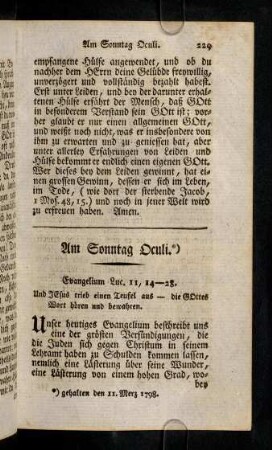 Am Sonntag Oculi. 229
empfangene Hülfe angewendet, und ob du
nachher dem HErrn deine Gelübde freywillig,
unverzögert und vollständig bezahlt habest.
Erst unter Leiden, und bey der darunter erhal-
tenen Hülfe erfährt der Mensch, daß GOtt
in besonderem Verstand sein GOtt ist: vor-
her glaubt er nur einen allgemeinen GOtt,
und weißt noch nicht, was er insbesondere von
ihm zu erwarten und zu geniessen hat, aber
unter allerley Erfahrungen von Leiden und
Hülfe bekommt er endlich einen eigenen GOtt.
Wer dieses bey dem Leiden gewinnt, hat ei-
nen grossen Gewinn, dessen er sich im Leben,
im Tode, (wie dort der sterbende Jacob,
1 Mos. 48, 15.) und noch in jener Welt wird
zu erfreuen haben. Amen.
Am Sonntag Oculi.*)
Evangelium Luc. 11, 14—28.
Und JEsus trieb einen Teufel aus — die GOttes
Wort hören und bewahren.
Unser heutiges Evangelium beschreibt uns
eine der grösten Versündigungen, die
die Juden sich gegen Christum in seinem
Lehramt haben zu Schulden kommen lassen,
nemlich eine Lästerung über seine Wunder,
eine Lästerung von einem hohen Grad, wo-
bey
*) gehalten den 11. Merz 1798.